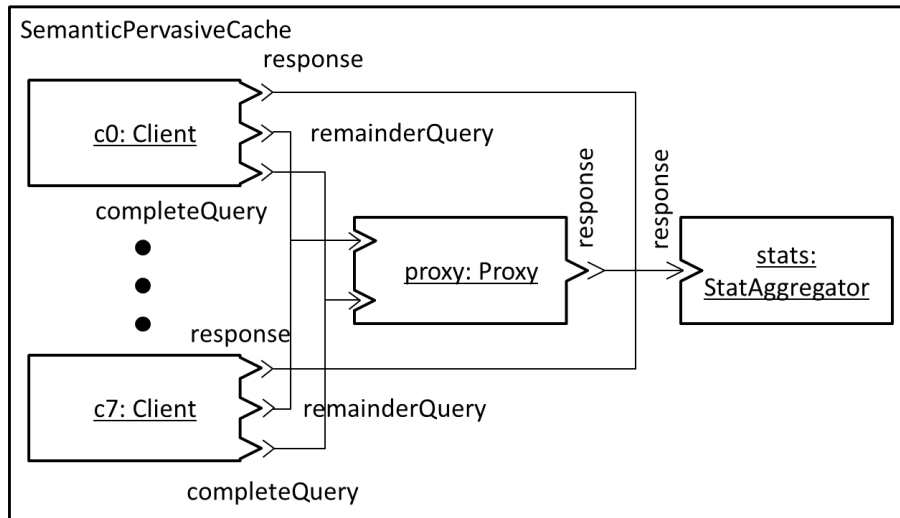 SemanticPervasiveCache
response
c0: Client
remainderQuery
completeQuery
response
response
proxy: Proxy
stats:
StatAggregator
response
c7: Client
remainderQuery
completeQuery